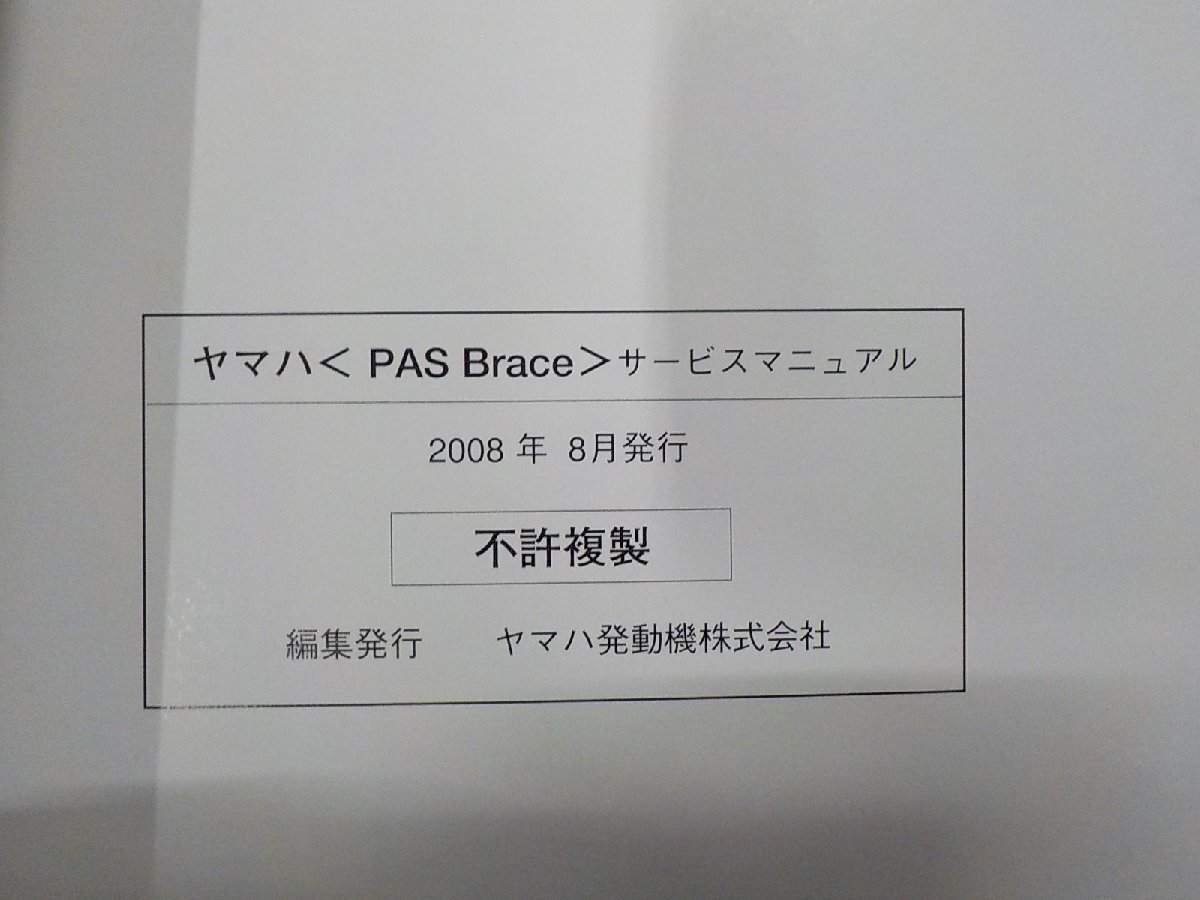 ヤマハ＜ PAS Brace＞サービスマニュアル
2008 年 8月発行
不許複製
編集発行　ヤマハ発動機株式会社